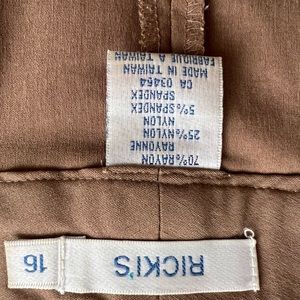 70% RAYON
RAYONNE
25% NYLON
NYLON
5% SPANDEX
SPANDEX
CA 03464
MADE IN TAIWAN
FABRIQUE A TAIWAN
RICKI'S
16